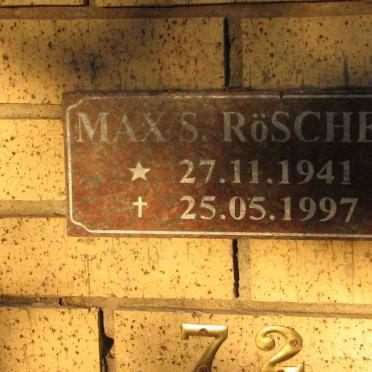 MAX S. RöSCHE
★ 27.11.1941
✝ 25.05.1997
72